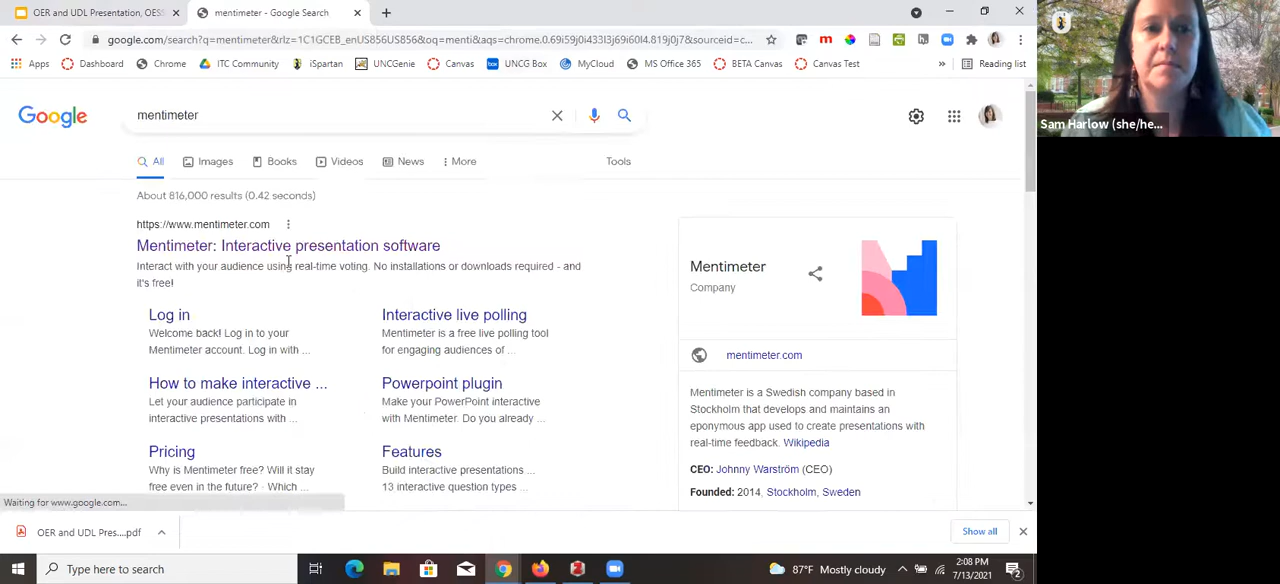 OER and UDL Presentation, OESS
mentimeter - Google Search
google.com/search?q=mentimeter&rlz=1C1GCEB_enUS856US856&oq=menti&aqs=chrome.0.69i59j0i433l3j69i60l4.819j0j7&sourceid=c...
Apps
Dashboard
Chrome
ITC Community
iSpartan
UNCGenie
Canvas
UNCG Box
MyCloud
MS Office 365
BETA Canvas
Canvas Test
»
Reading list
Sam Harlow (she/he...
Google
mentimeter
All
Images
Books
Videos
News
More
Tools
About 816,000 results (0.42 seconds)
https://www.mentimeter.com
Mentimeter: Interactive presentation software
Interact with your audience using real-time voting. No installations or downloads required - and
it's free!
Log in
Welcome back! Log in to your
Mentimeter account. Log in with ...
Interactive live polling
Mentimeter is a free live polling tool
for engaging audiences of ...
How to make interactive ...
Let your audience participate in
interactive presentations with ...
Powerpoint plugin
Make your PowerPoint interactive
with Mentimeter. Do you already ...
Pricing
Why is Mentimeter free? Will it stay
free even in the future? · Which ...
Features
Build interactive presentations ...
13 interactive question types ...
Mentimeter
Company
mentimeter.com
Mentimeter is a Swedish company based in
Stockholm that develops and maintains an
eponymous app used to create presentations with
real-time feedback. Wikipedia
CEO: Johnny Warström (CEO)
Founded: 2014, Stockholm, Sweden
Waiting for www.google.com...
OER and UDL Pres....pdf
Show all
Type here to search
87°F Mostly cloudy
2:08 PM
7/13/2021
2